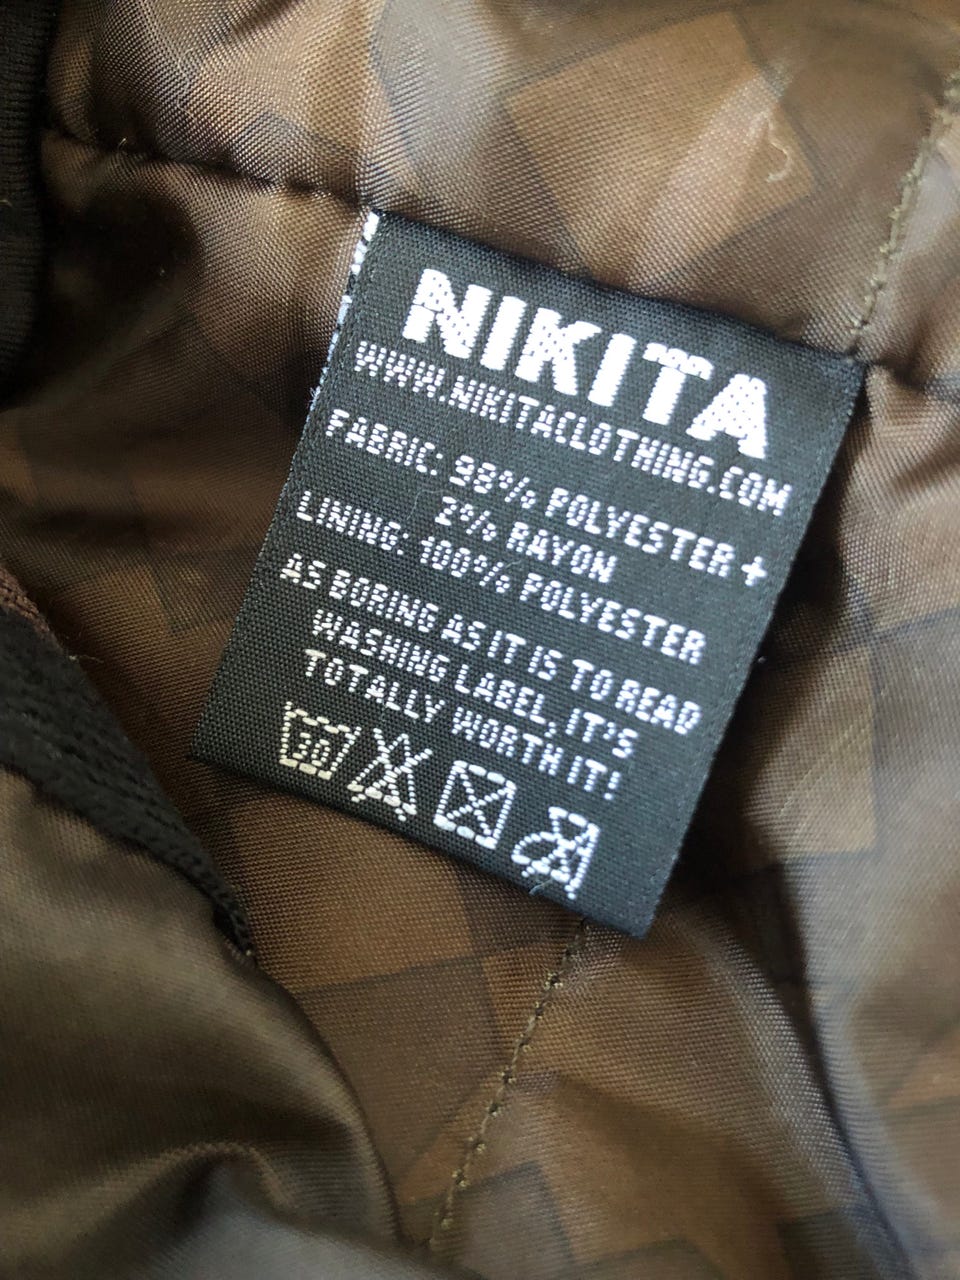 NIKITA
WWW.NIKITACLOTHING.COM
FABRIC: 98% POLYESTER +
2% RAYON
LINING: 100% POLYESTER
AS BORING AS IT IS TO READ
WASHING LABEL, IT'S
TOTALLY WORTH IT!
30